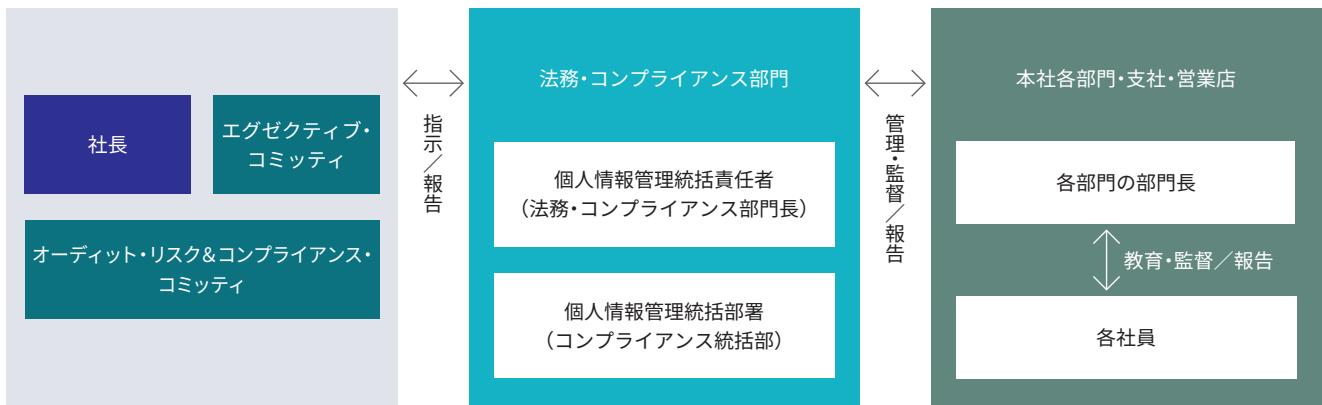 社長
エグゼクティブ・
コミッティ
オーディット・リスク&コンプライアンス・
コミッティ
指示／報告
法務・コンプライアンス部門
個人情報管理統括責任者
（法務・コンプライアンス部門長）
個人情報管理統括部署
（コンプライアンス統括部）
管理・監督／報告
本社各部門・支社・営業店
各部門の部門長
教育・監督／報告
各社員